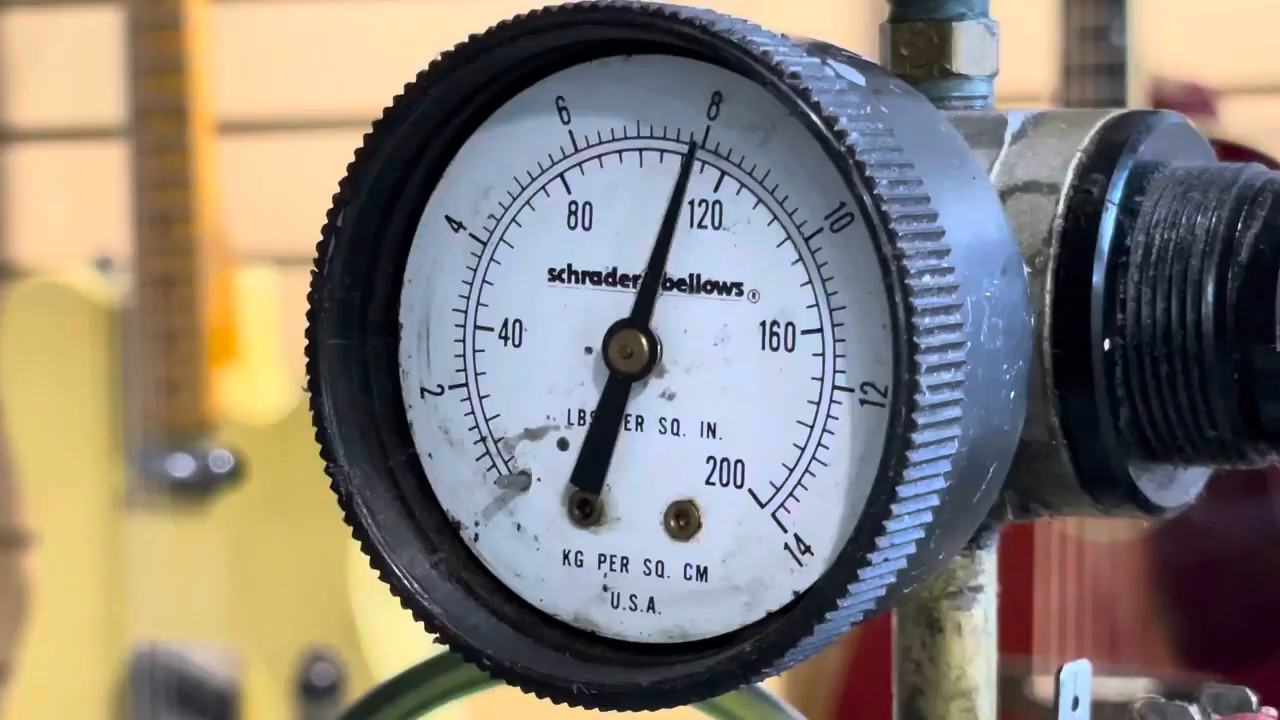 6 8
4 80 120 10
schrader bellows®
40 160
2 12
LBS PER SQ. IN.
200
14
KG PER SQ. CM
U.S.A.